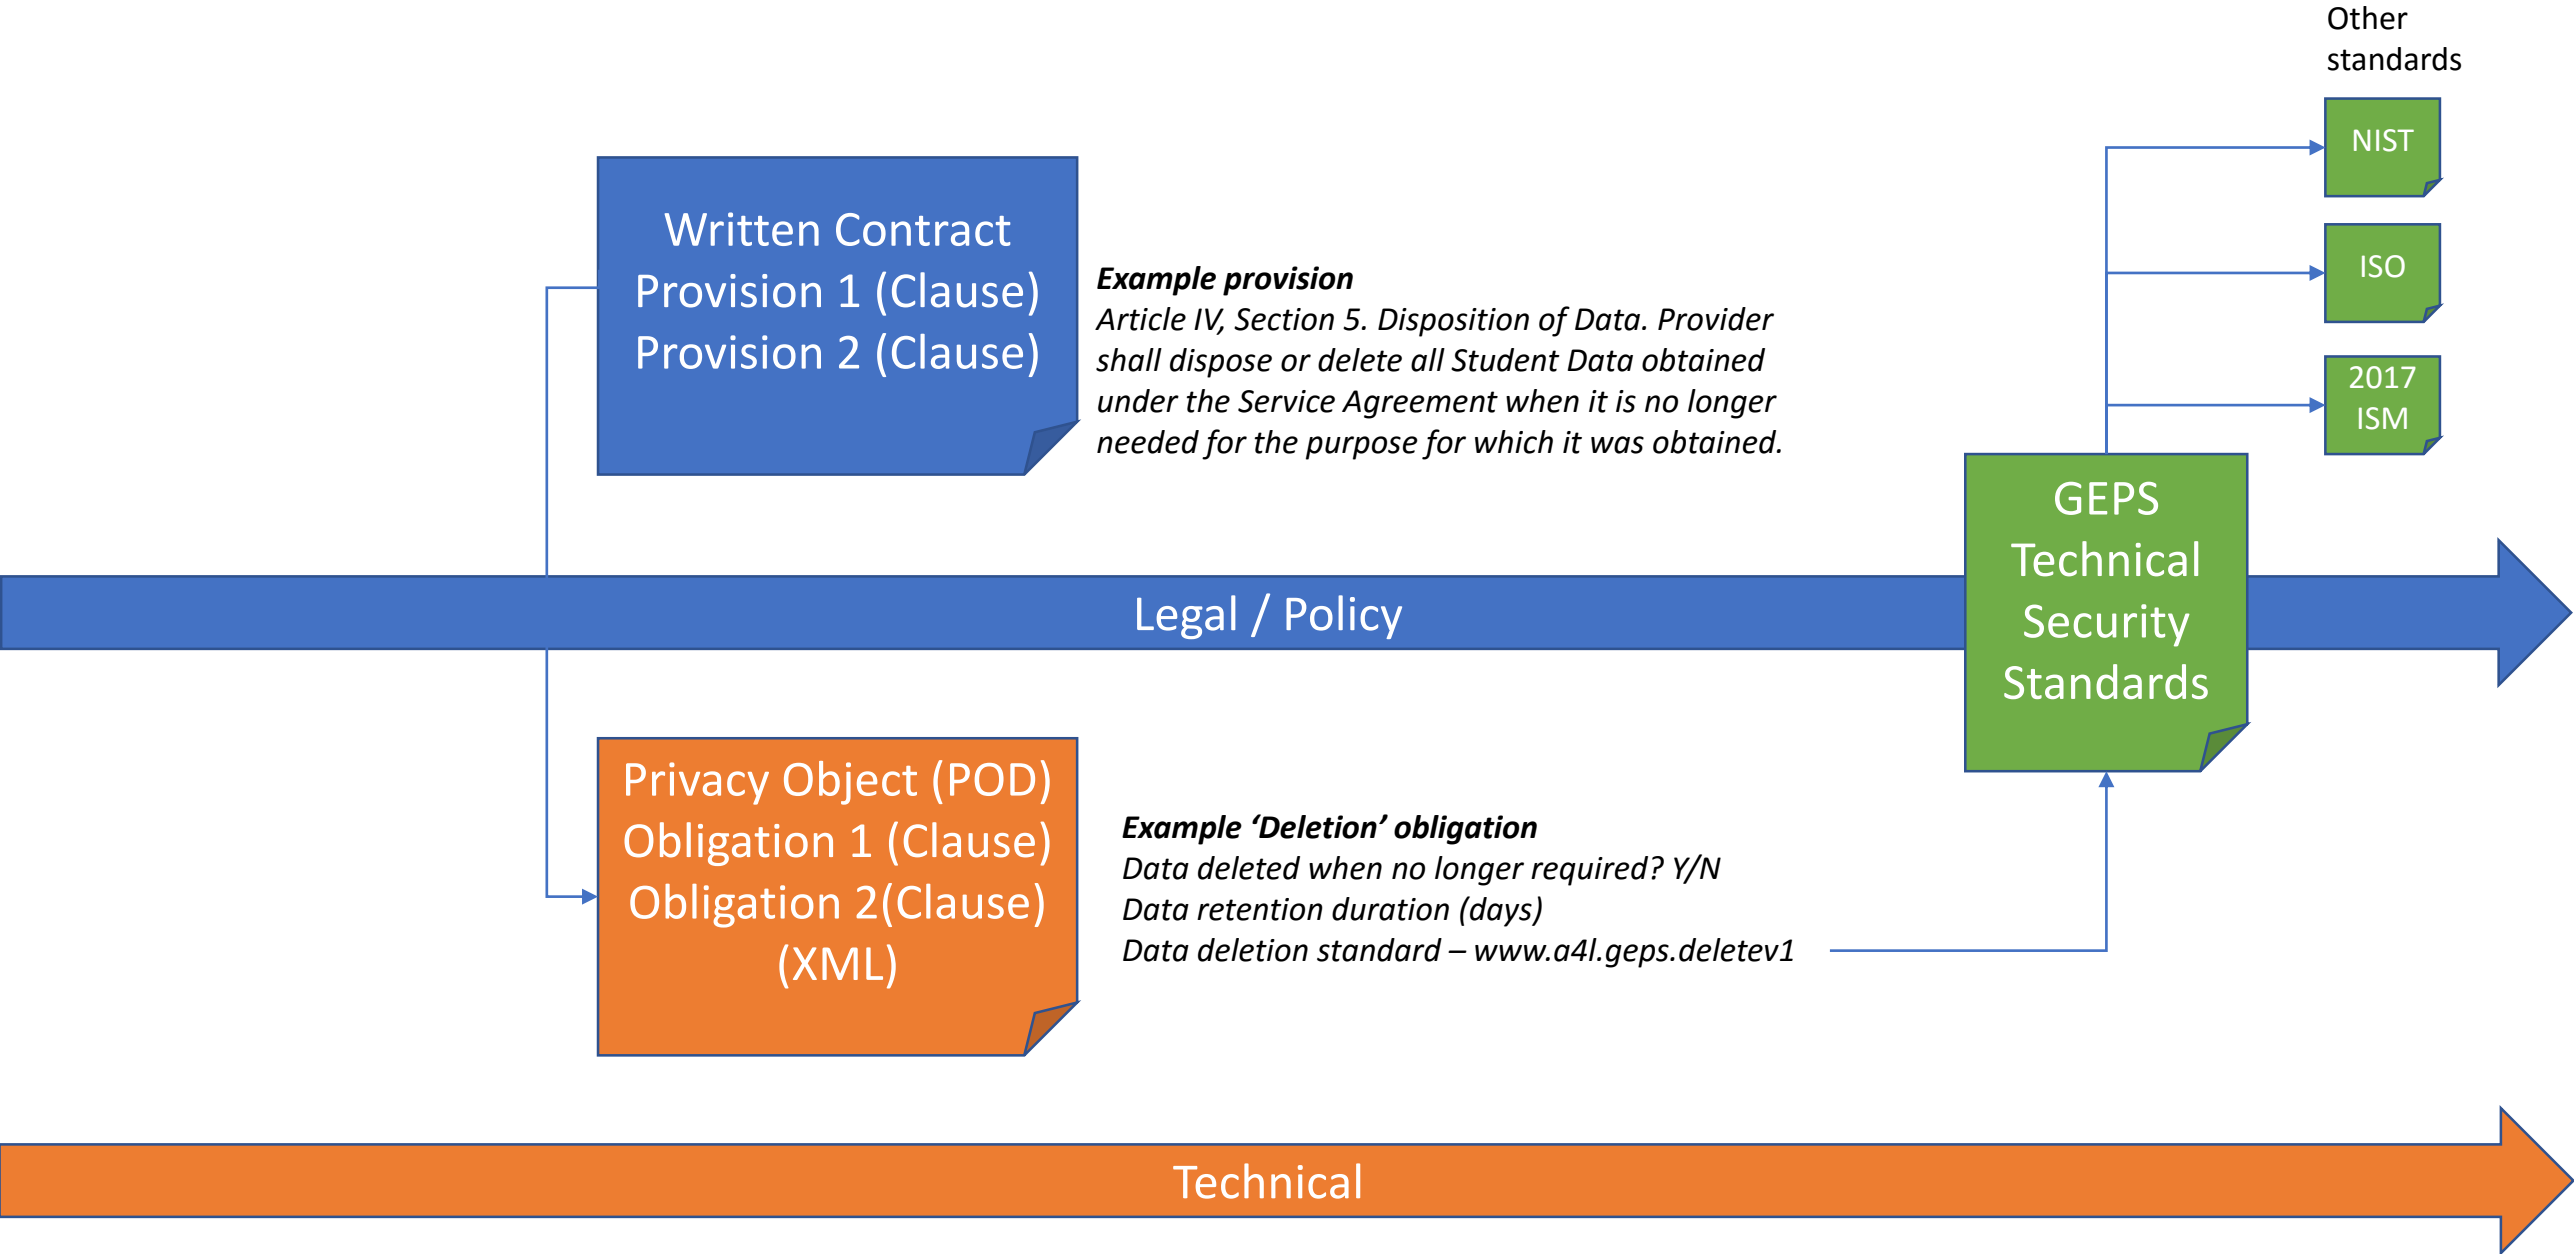 Other
standards
NIST
ISO
2017
ISM
Written Contract
Provision 1 (Clause)
Provision 2 (Clause)
Example provision
Article IV, Section 5. Disposition of Data. Provider
shall dispose or delete all Student Data obtained
under the Service Agreement when it is no longer
needed for the purpose for which it was obtained.
GEPS
Technical
Security
Standards
Legal / Policy
Privacy Object (POD)
Obligation 1 (Clause)
Obligation 2(Clause)
(XML)
Example ‘Deletion’ obligation
Data deleted when no longer required? Y/N
Data retention duration (days)
Data deletion standard – www.a4l.geps.deletev1
Technical